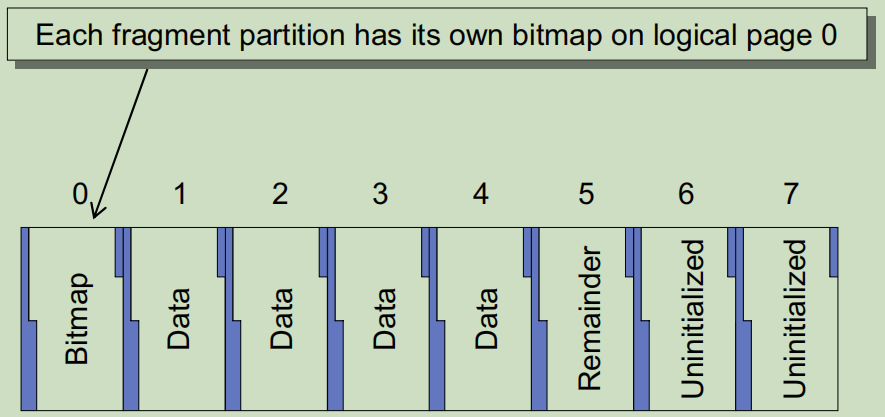 Each fragment partition has its own bitmap on logical page 0
0 1 2 3 4 5 6 7
Bitmap
Data
Data
Data
Data
Remainder
Uninitialized
Uninitialized